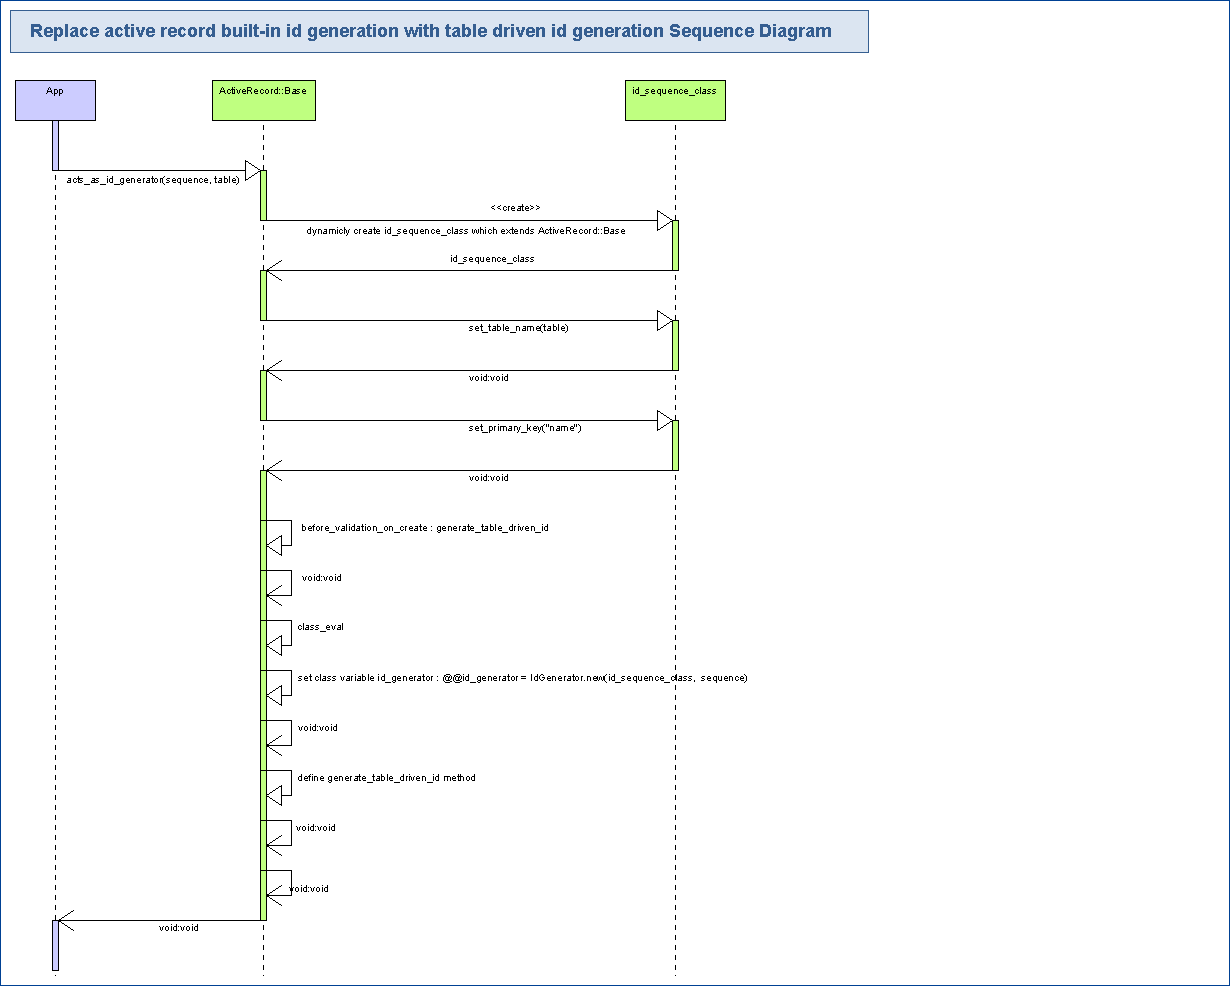 Replace active record built-in id generation with table driven id generation Sequence Diagram
App
ActiveRecord::Base
id_sequence_class
acts_as_id_generator(sequence, table)
<<create>>
dynamicly create id_sequence_class which extends ActiveRecord::Base
id_sequence_class
set_table_name(table)
void:void
set_primary_key("name")
void:void
before_validation_on_create : generate_table_driven_id
void:void
class_eval
set class variable id_generator : @@id_generator = IdGenerator.new(id_sequence_class, sequence)
void:void
define generate_table_driven_id method
void:void
void:void
void:void